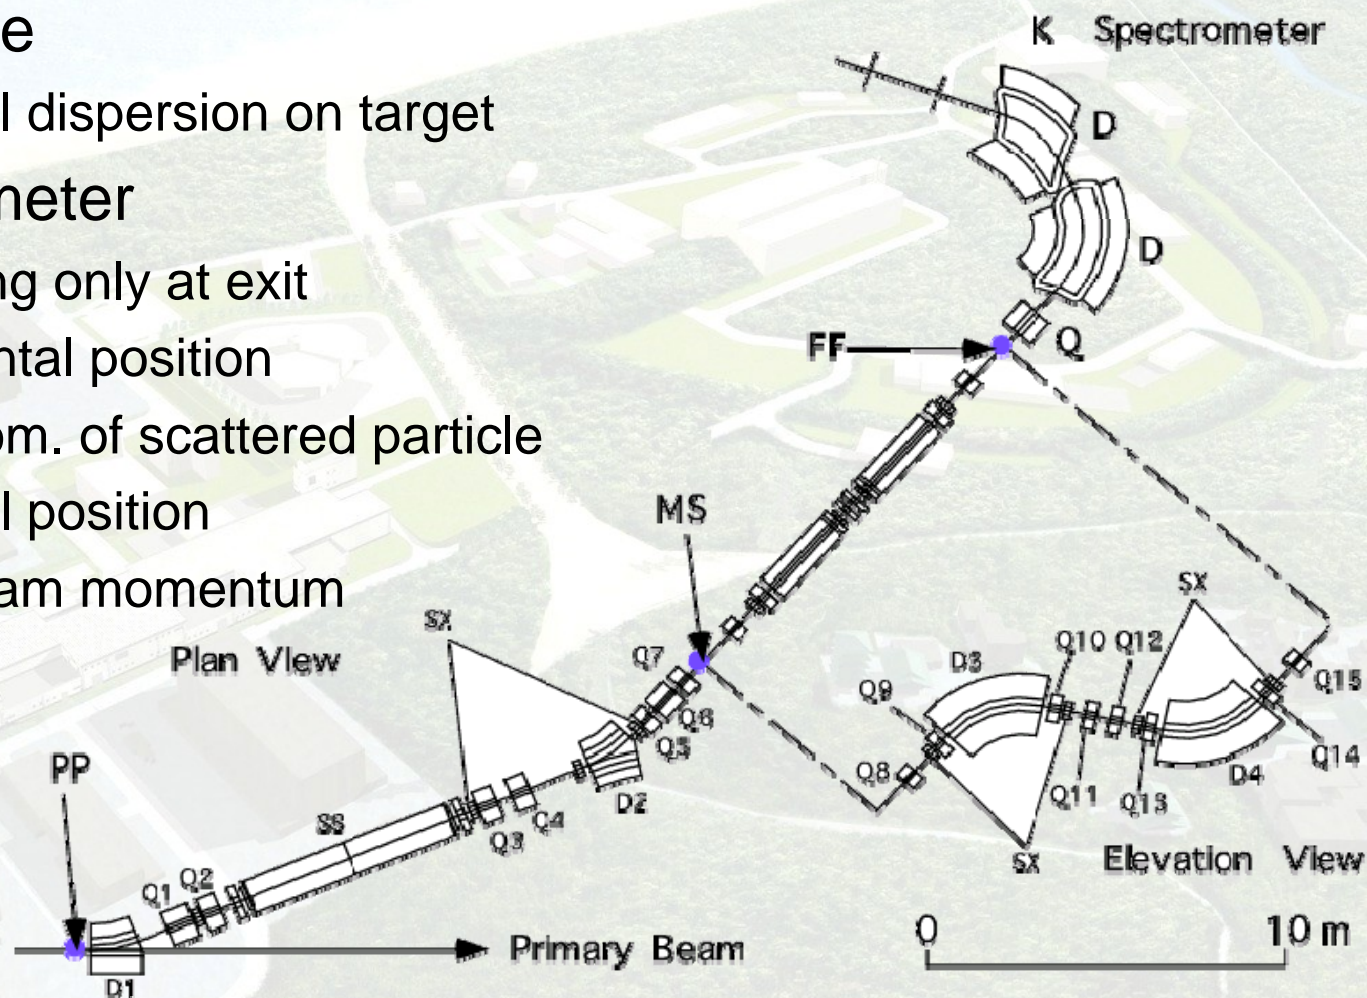 e
l dispersion on target
meter
ng only at exit
ntal position
om. of scattered particle
l position
am momentum
K Spectrometer
D
D
Q
FF
MS
SX
Plan View
Q7
Q6
Q5
PP
SS
Q3
Q4
D2
Q1
Q2
D1
Primary Beam
SX
Q10 Q12
D3
Q9
Q15
Q8
Q14
D4
Q11
Q13
SX
Elevation View
0
10 m